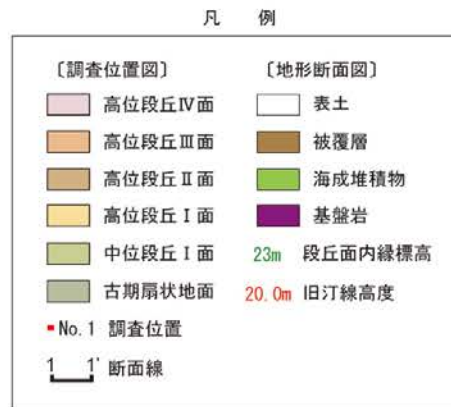 凡 例
〔調査位置図〕
高位段丘Ⅳ面
高位段丘Ⅲ面
高位段丘Ⅱ面
高位段丘Ⅰ面
中位段丘Ⅰ面
古期扇状地面
No. 1 調査位置
1 1' 断面線
〔地形断面図〕
表土
被覆層
海成堆積物
基盤岩
23m 段丘面内縁標高
20.0m 旧汀線高度